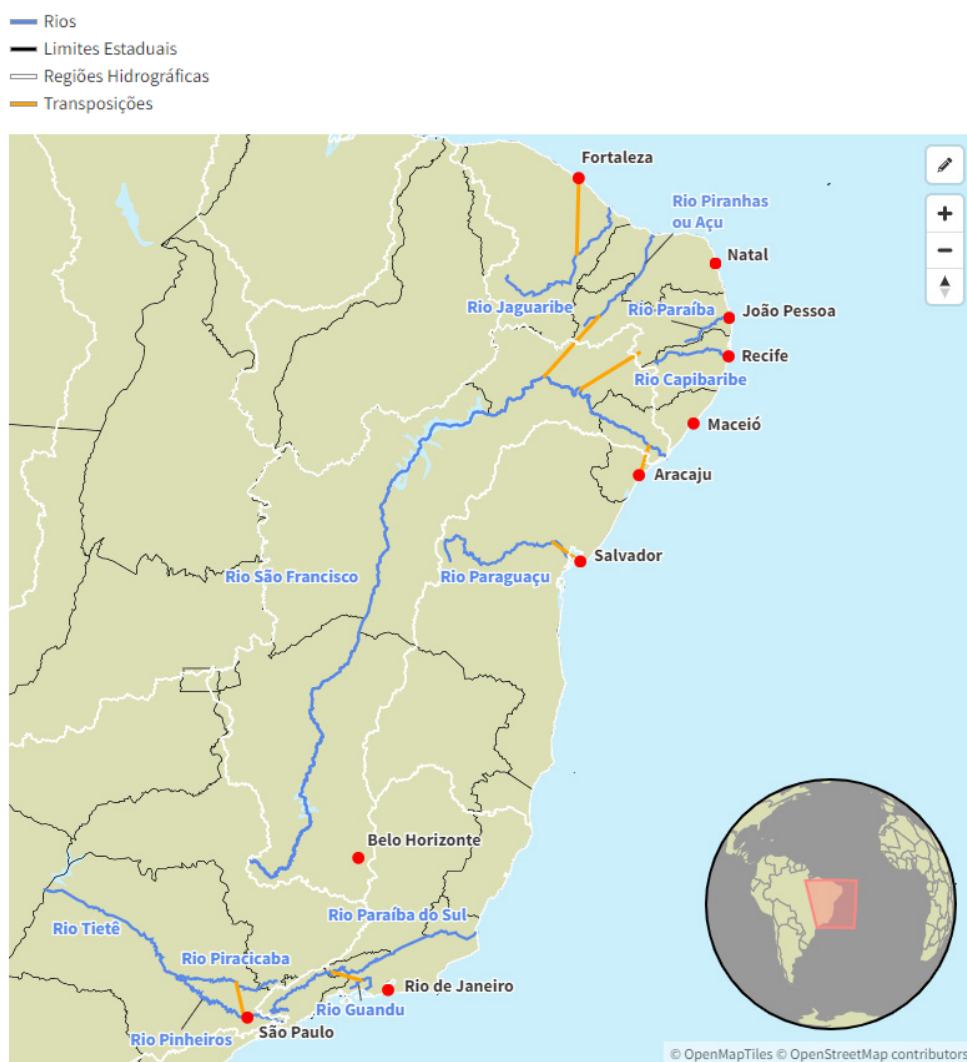 Rios
Limites Estaduais
Regiões Hidrográficas
Transposições
Fortaleza
Rio Piranhas
ou Açu
Natal
Rio Jaguaribe
Rio Paraíba
João Pessoa
Recife
Rio Capibaribe
Maceió
Aracaju
Salvador
Rio São Francisco
Rio Paraguaçu
Belo Horizonte
Rio Paraíba do Sul
Rio Tietê
Rio Piracicaba
Rio de Janeiro
Rio Guandu
São Paulo
Rio Pinheiros
© OpenMapTiles © OpenStreetMap contributors